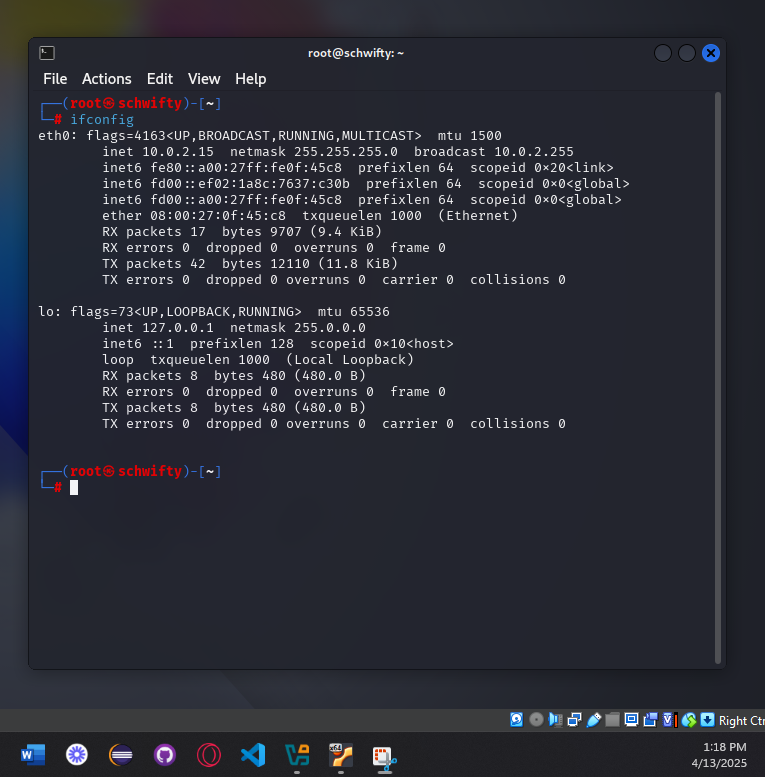 root@schwifty: ~
File Actions Edit View Help
┌──(root㉿schwifty)-[~]
└─# ifconfig
eth0: flags=4163<UP,BROADCAST,RUNNING,MULTICAST>  mtu 1500
        inet 10.0.2.15  netmask 255.255.255.0  broadcast 10.0.2.255
        inet6 fe80::a00:27ff:fe0f:45c8  prefixlen 64  scopeid 0x20<link>
        inet6 fd00::ef02:1a8c:7637:c30b  prefixlen 64  scopeid 0x0<global>
        inet6 fd00::a00:27ff:fe0f:45c8  prefixlen 64  scopeid 0x0<global>
        ether 08:00:27:0f:45:c8  txqueuelen 1000  (Ethernet)
        RX packets 17  bytes 9707 (9.4 KiB)
        RX errors 0  dropped 0  overruns 0  frame 0
        TX packets 42  bytes 12110 (11.8 KiB)
        TX errors 0  dropped 0 overruns 0  carrier 0  collisions 0
lo: flags=73<UP,LOOPBACK,RUNNING>  mtu 65536
        inet 127.0.0.1  netmask 255.0.0.0
        inet6 ::1  prefixlen 128  scopeid 0x10<host>
        loop  txqueuelen 1000  (Local Loopback)
        RX packets 8  bytes 480 (480.0 B)
        RX errors 0  dropped 0  overruns 0  frame 0
        TX packets 8  bytes 480 (480.0 B)
        TX errors 0  dropped 0 overruns 0  carrier 0  collisions 0
┌──(root㉿schwifty)-[~]
└─#
Right Ctr
W
x64
1:18 PM
4/13/2025